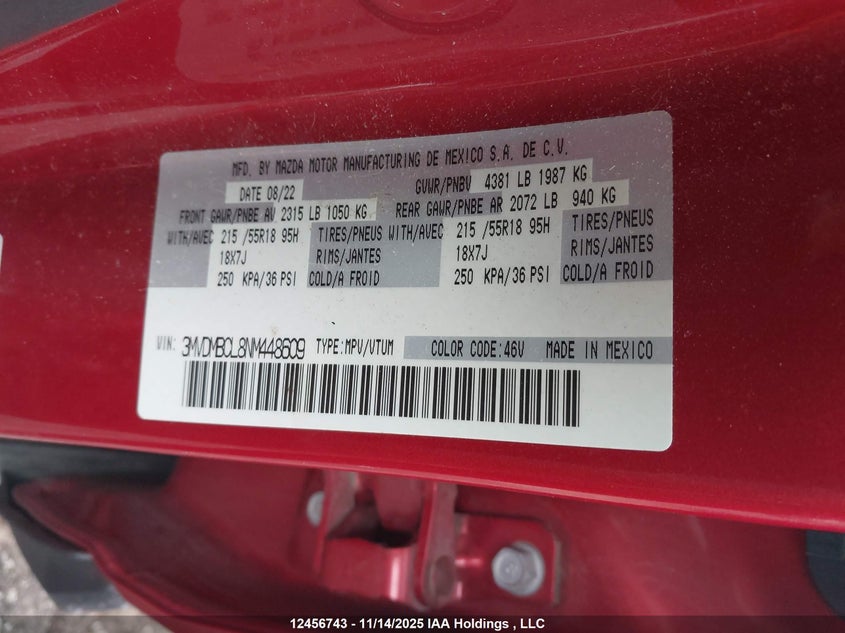 MFD. BY MAZDA MOTOR MANUFACTURING DE MEXICO S.A. DE C.V.
DATE 08/22 GVWR/PNBV 4381 LB 1987 KG
FRONT GAWR/PNBE AV 2315 LB 1050 KG REAR GAWR/PNBE AR 2072 LB 940 KG
WITH/AVEC 215 /55R18 95H TIRES/PNEUS WITH/AVEC 215 /55R18 95H TIRES/PNEUS
18X7J RIMS/JANTES 18X7J RIMS/JANTES
250 KPA/36 PSI COLD/A FROID 250 KPA/36 PSI COLD/A FROID
VIN: 3MVDMBCL8NM448609 TYPE:MPV/VTUM COLOR CODE:46V MADE IN MEXICO
12456743 - 11/14/2025 IAA Holdings , LLC